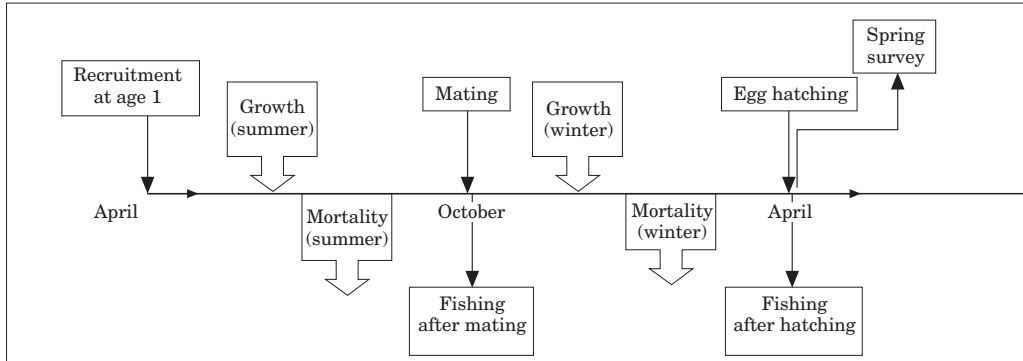 Spring
survey
Recruitment
at age 1
Growth
(summer)
Mating
Growth
(winter)
Egg hatching
April
Mortality
(summer)
October
Mortality
(winter)
April
Fishing
after mating
Fishing
after hatching